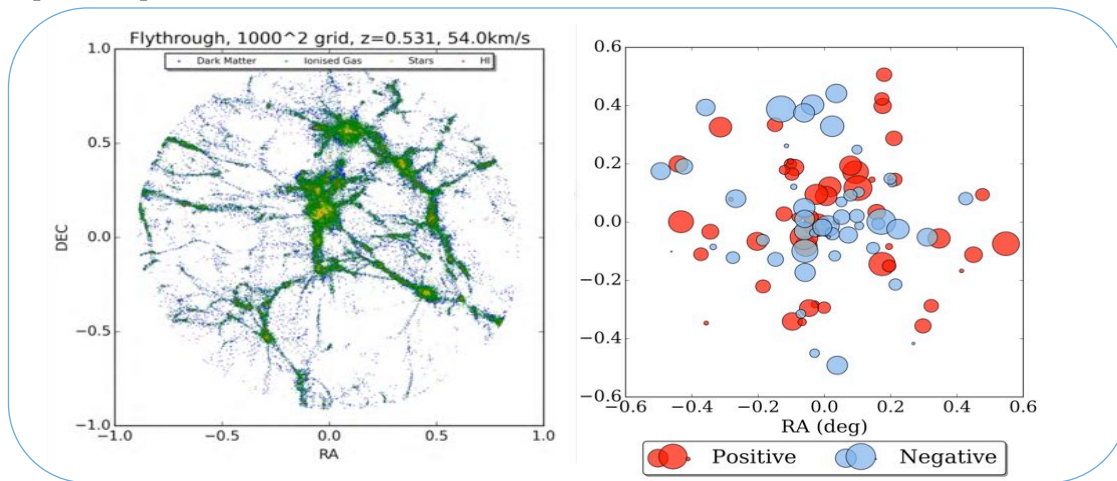 Flythrough, 1000^2 grid, z=0.531, 54.0km/s
Dark Matter Ionised Gas Stars HI
1.0
0.5
0.0
−0.5
−1.0
DEC
−1.0 −0.5 0.0 0.5 1.0
RA
0.6
0.4
0.2
0.0
−0.2
−0.4
−0.6
−0.6 −0.4 −0.2 0.0 0.2 0.4 0.6
RA (deg)
Positive Negative